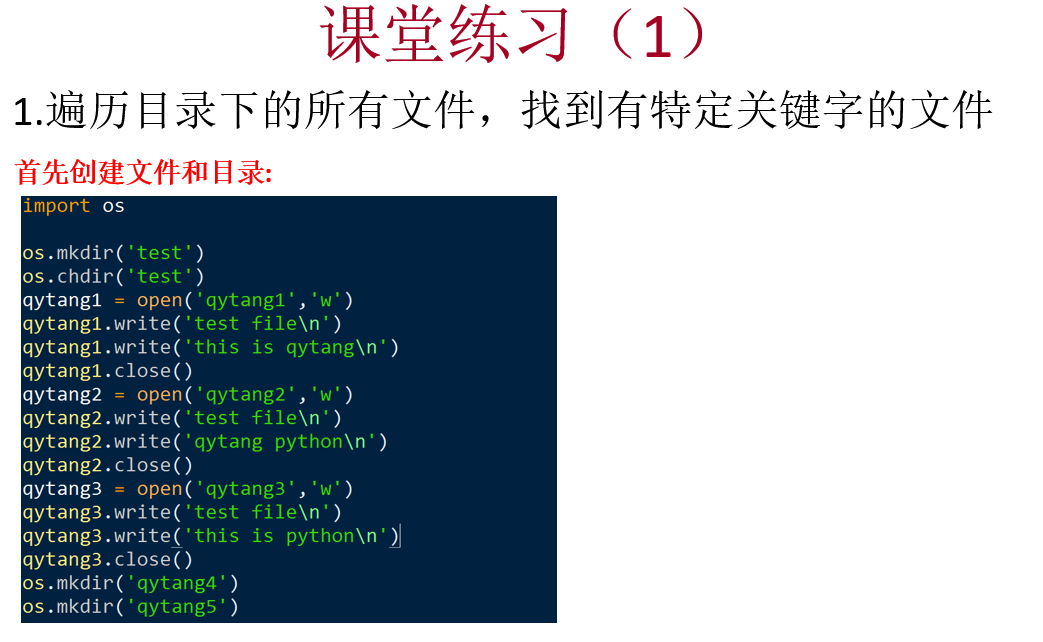 课堂练习（1）
1.遍历目录下的所有文件，找到有特定关键字的文件
首先创建文件和目录:
import os
os.mkdir('test')
os.chdir('test')
qytang1 = open('qytang1','w')
qytang1.write('test file\n')
qytang1.write('this is qytang\n')
qytang1.close()
qytang2 = open('qytang2','w')
qytang2.write('test file\n')
qytang2.write('qytang python\n')
qytang2.close()
qytang3 = open('qytang3','w')
qytang3.write('test file\n')
qytang3.write('this is python\n')
qytang3.close()
os.mkdir('qytang4')
os.mkdir('qytang5')